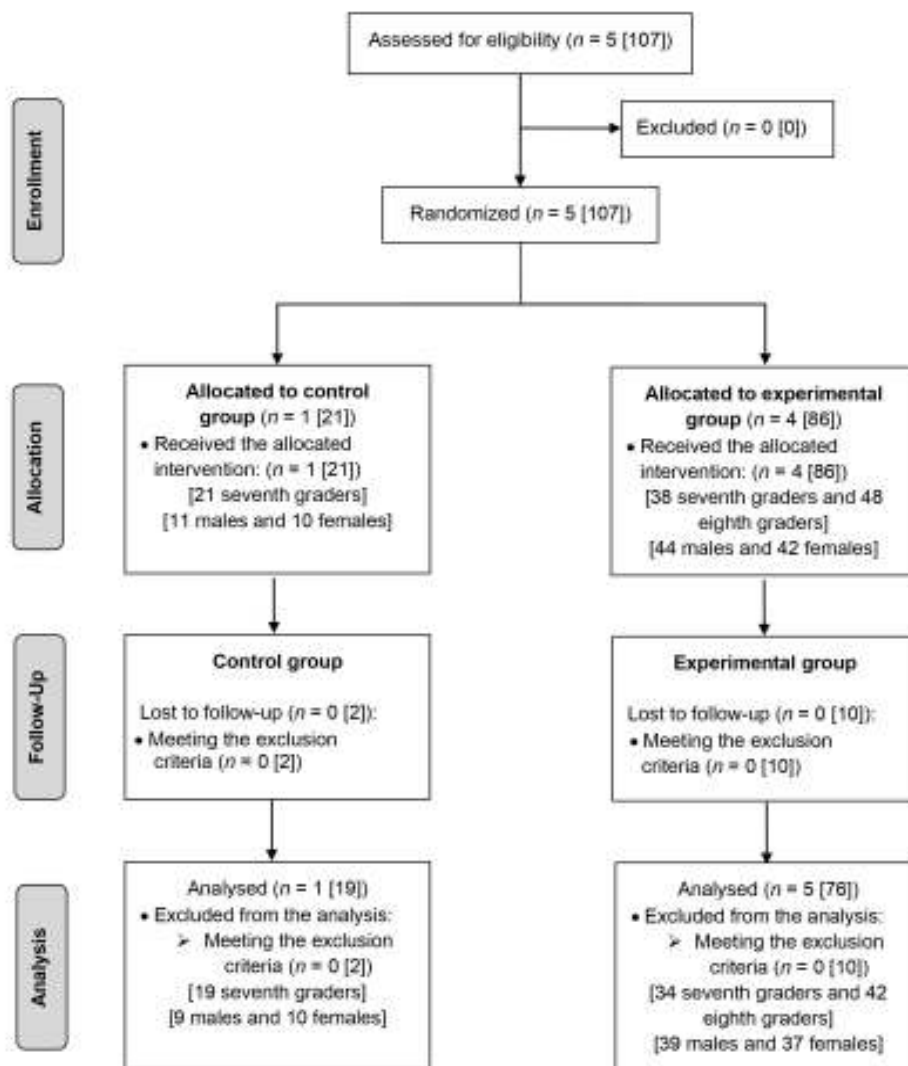 Assessed for eligibility (n = 5 [107])
Excluded (n = 0 [0])
Enrollment
Randomized (n = 5 [107])
Allocation
Allocated to control
group (n = 1 [21])
• Received the allocated
intervention: (n = 1 [21])
[21 seventh graders]
[11 males and 10 females]
Allocated to experimental
group (n = 4 [86])
• Received the allocated
intervention: (n = 4 [86])
[38 seventh graders and 48
eighth graders]
[44 males and 42 females]
Follow-Up
Control group
Lost to follow-up (n = 0 [2]):
• Meeting the exclusion
criteria (n = 0 [2])
Experimental group
Lost to follow-up (n = 0 [10]):
• Meeting the exclusion
criteria (n = 0 [10])
Analysis
Analysed (n = 1 [19])
• Excluded from the analysis:
➢ Meeting the exclusion
criteria (n = 0 [2])
[19 seventh graders]
[9 males and 10 females]
Analysed (n = 5 [76])
• Excluded from the analysis:
➢ Meeting the exclusion
criteria (n = 0 [10])
[34 seventh graders and 42
eighth graders]
[39 males and 37 females]